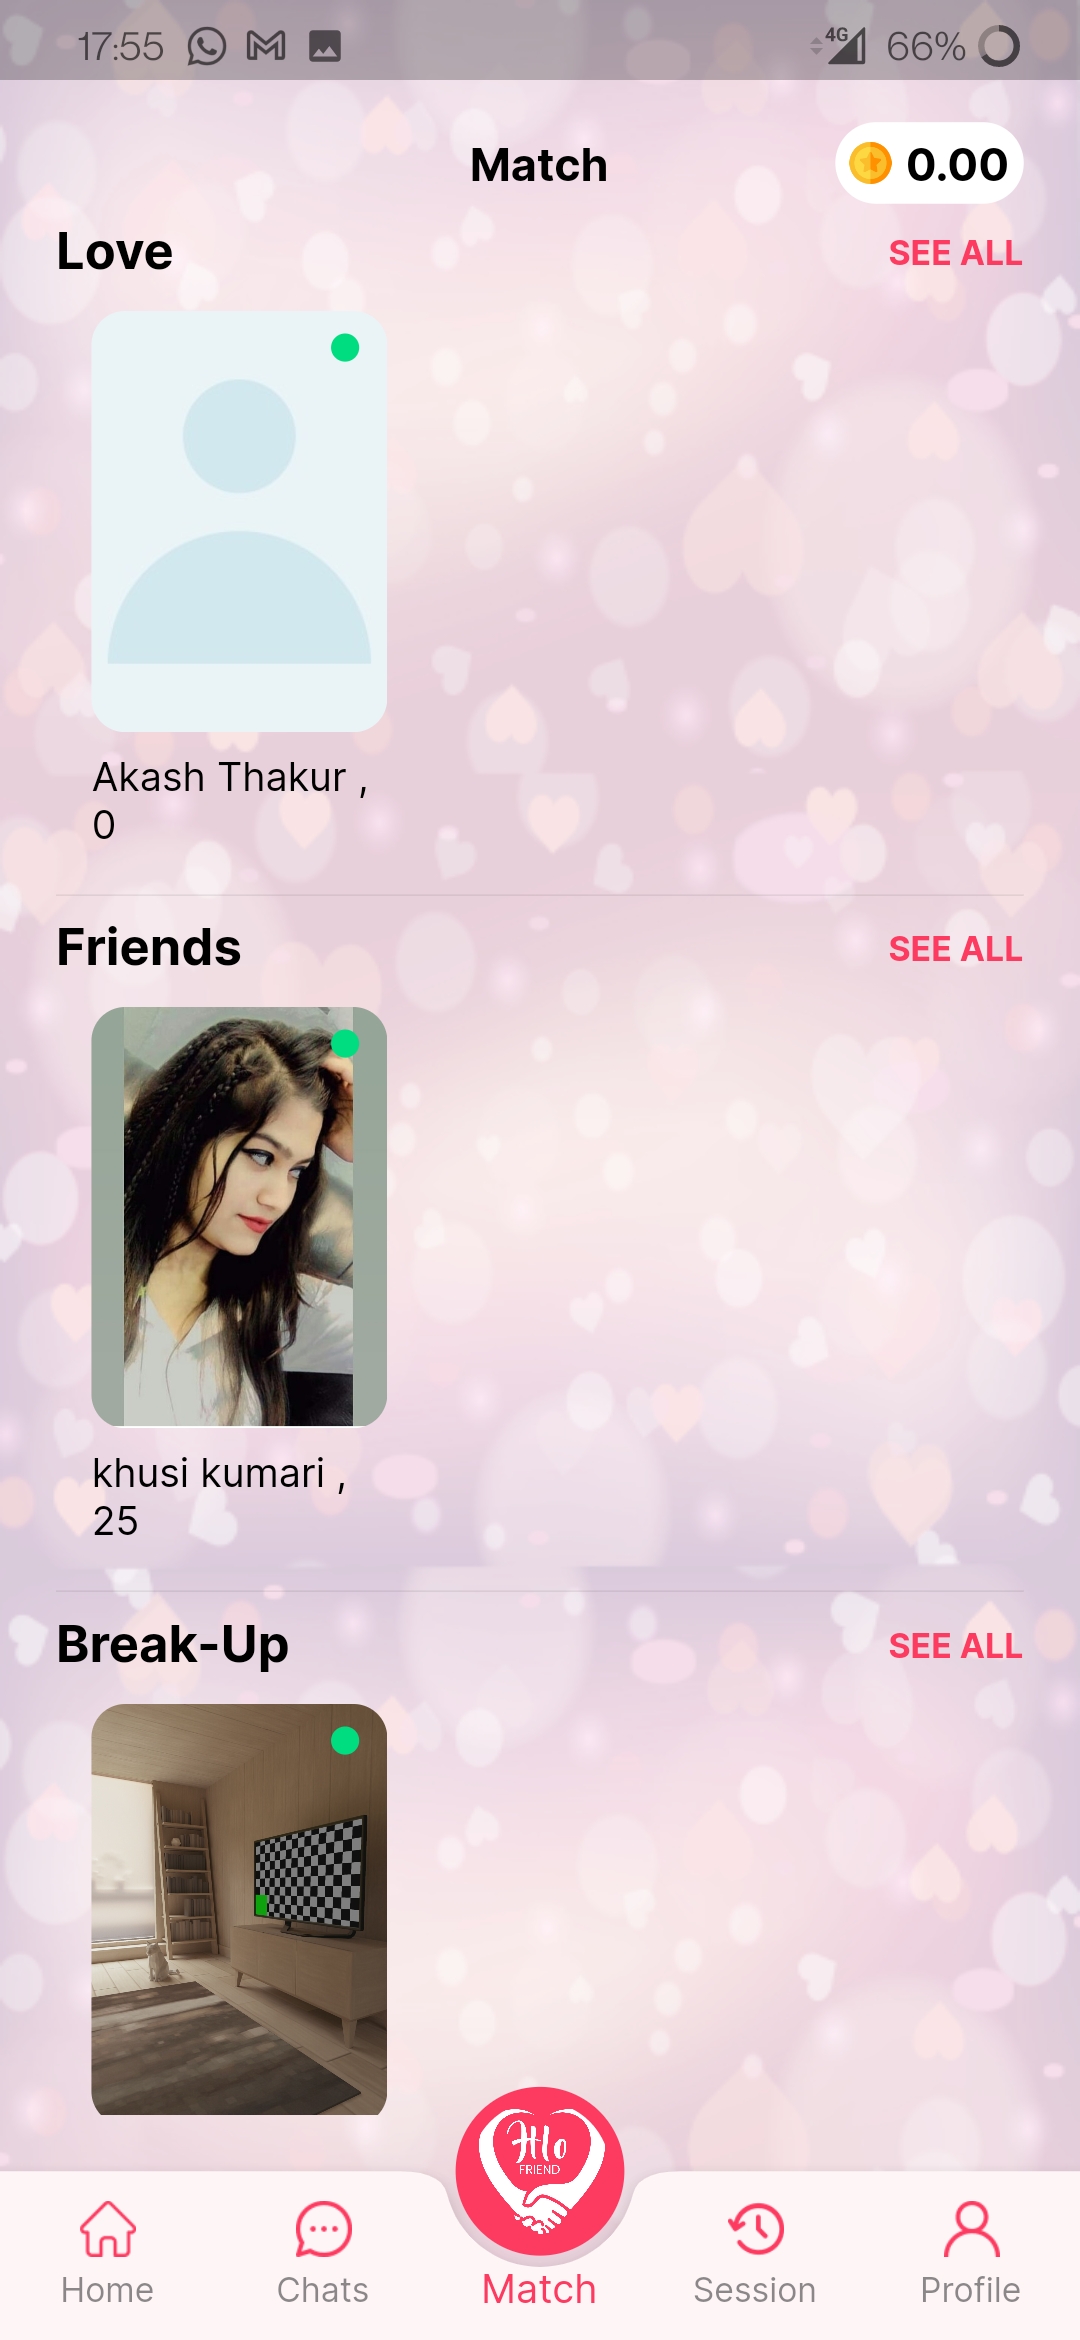 17:55
4G
66%
Match
0.00
Love
SEE ALL
Akash Thakur ,
0
Friends
SEE ALL
khusi kumari ,
25
Break-Up
SEE ALL
Hlo
FRIEND
Home
Chats
Match
Session
Profile